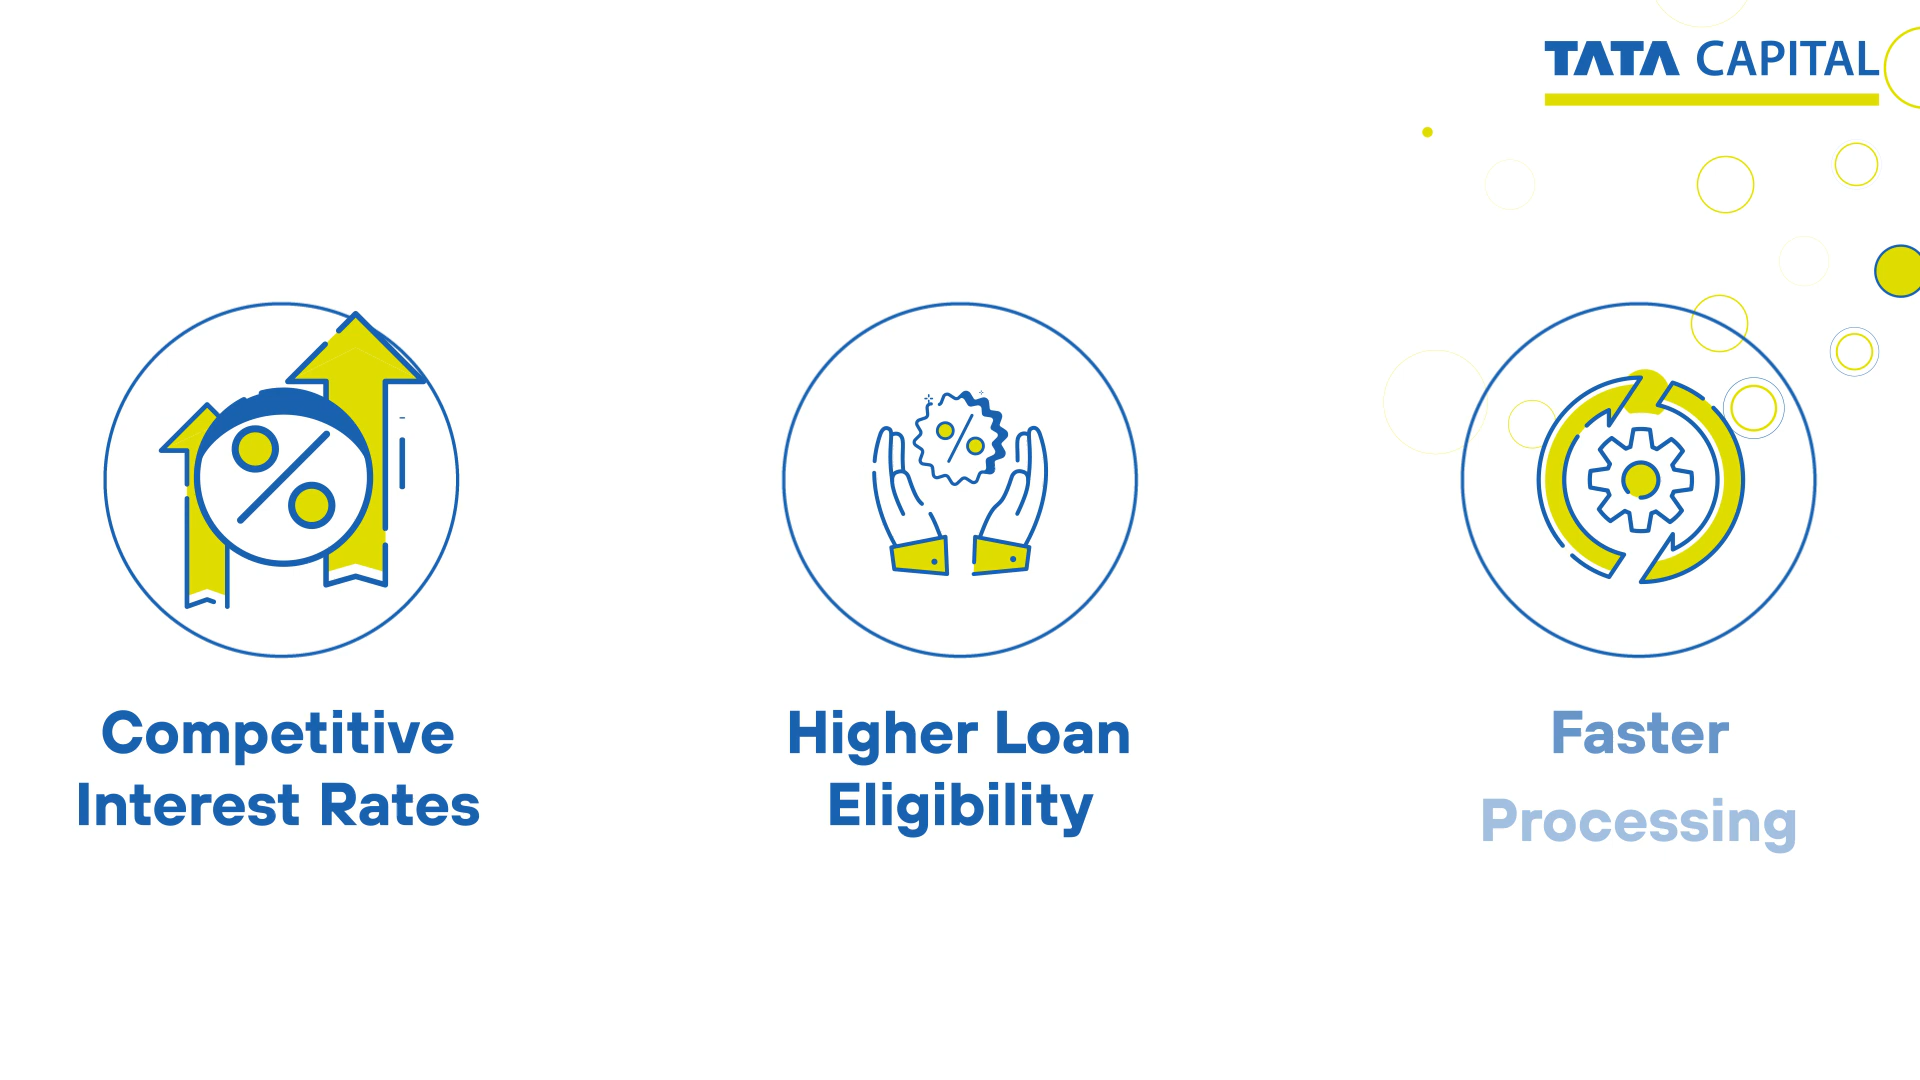 TATA CAPITAL
Competitive
Interest Rates
Higher Loan
Eligibility
Faster
Processing